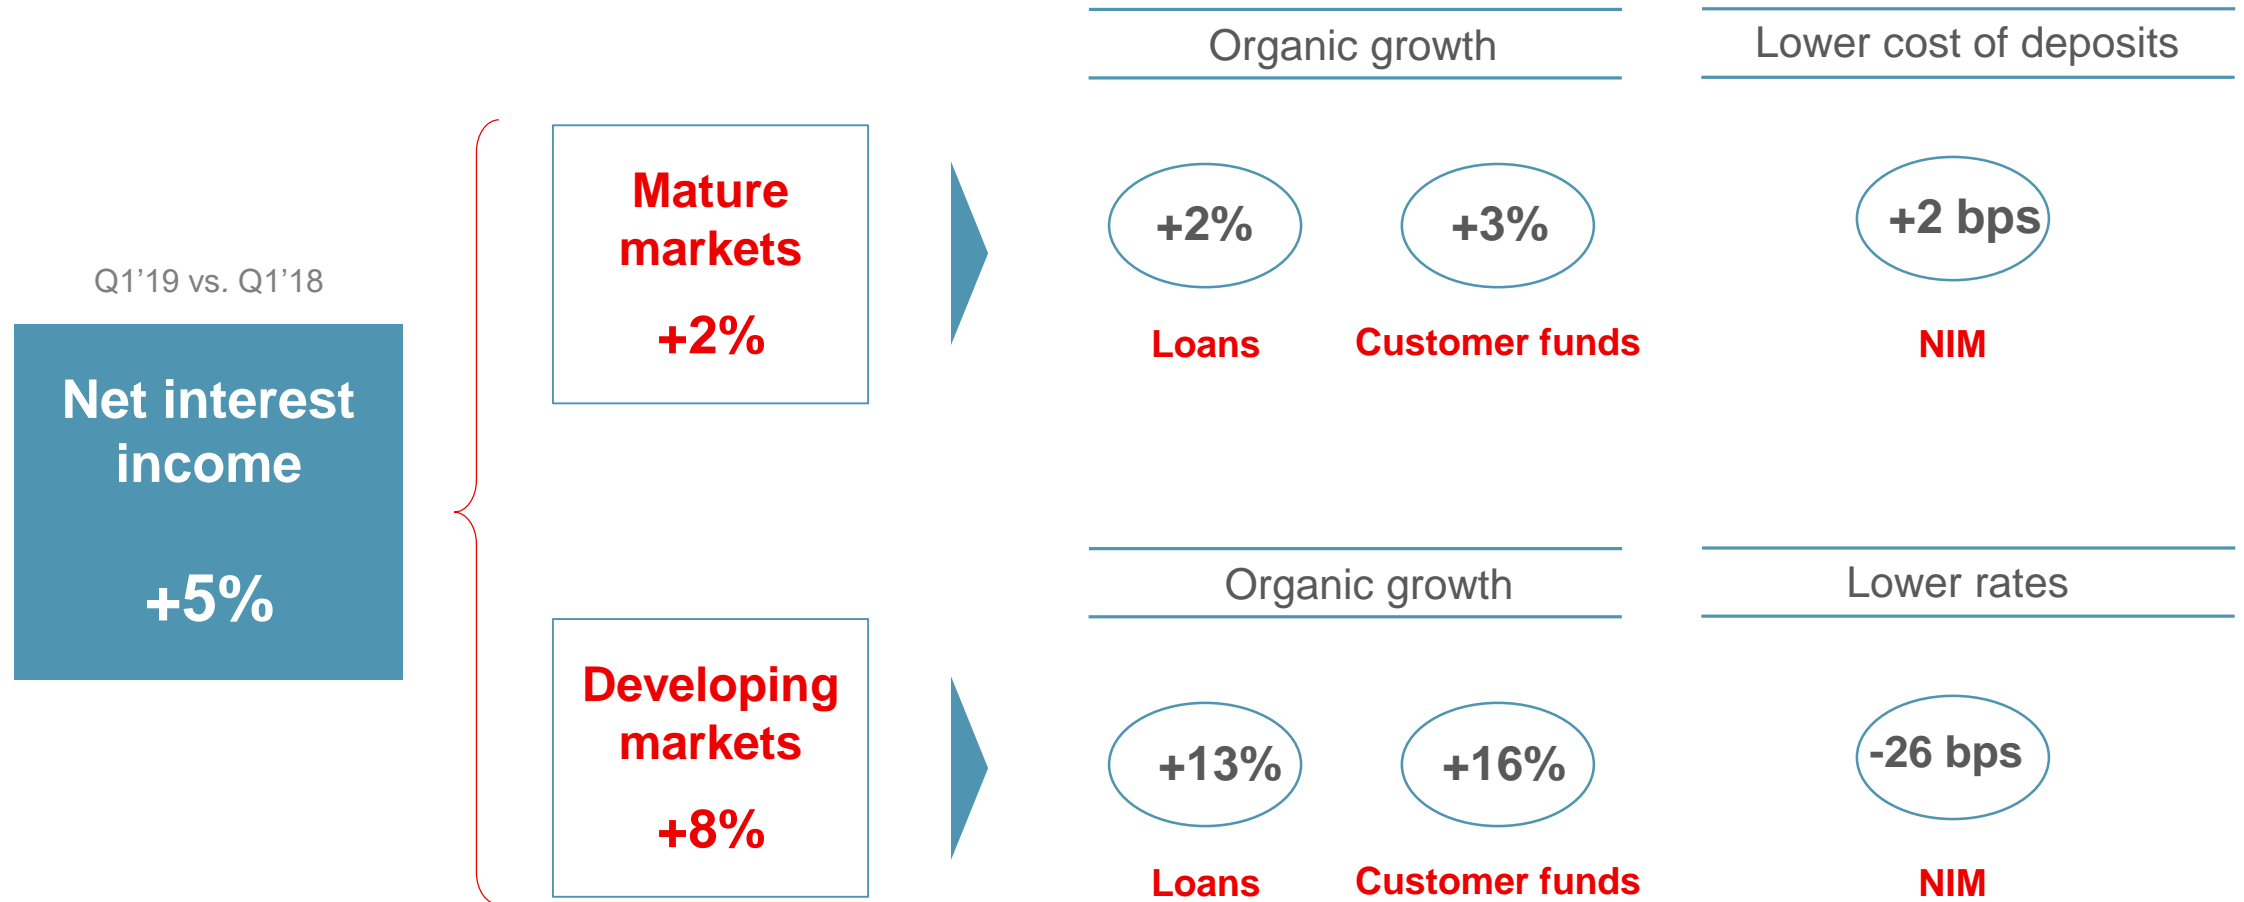 Q1’19 vs. Q1’18
Net interest
income
+5%
Mature
markets
+2%
Organic growth
+2%
Loans
+3%
Customer funds
Lower cost of deposits
+2 bps
NIM
Developing
markets
+8%
Organic growth
+13%
Loans
+16%
Customer funds
Lower rates
-26 bps
NIM